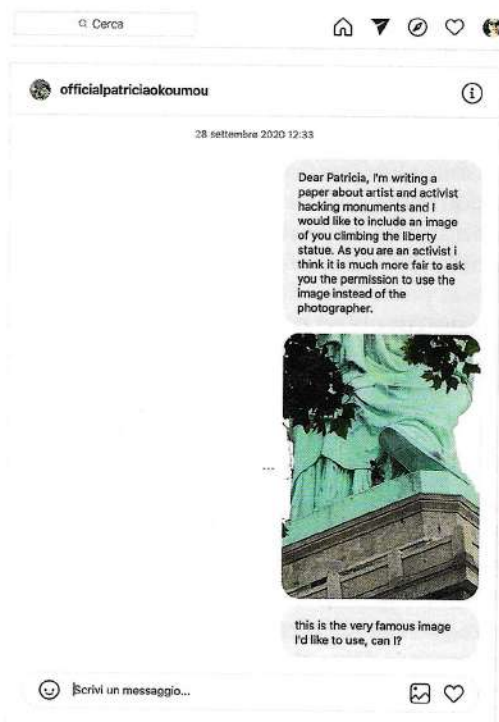 Cerca
officialpatriciaokoumou
28 settembre 2020 12:33
Dear Patricia, I'm writing a
paper about artist and activist
hacking monuments and I
would like to include an image
of you climbing the liberty
statue. As you are an activist i
think it is much more fair to ask
you the permission to use the
image instead of the
photographer.
this is the very famous image
I'd like to use, can I?
Scrivi un messaggio...